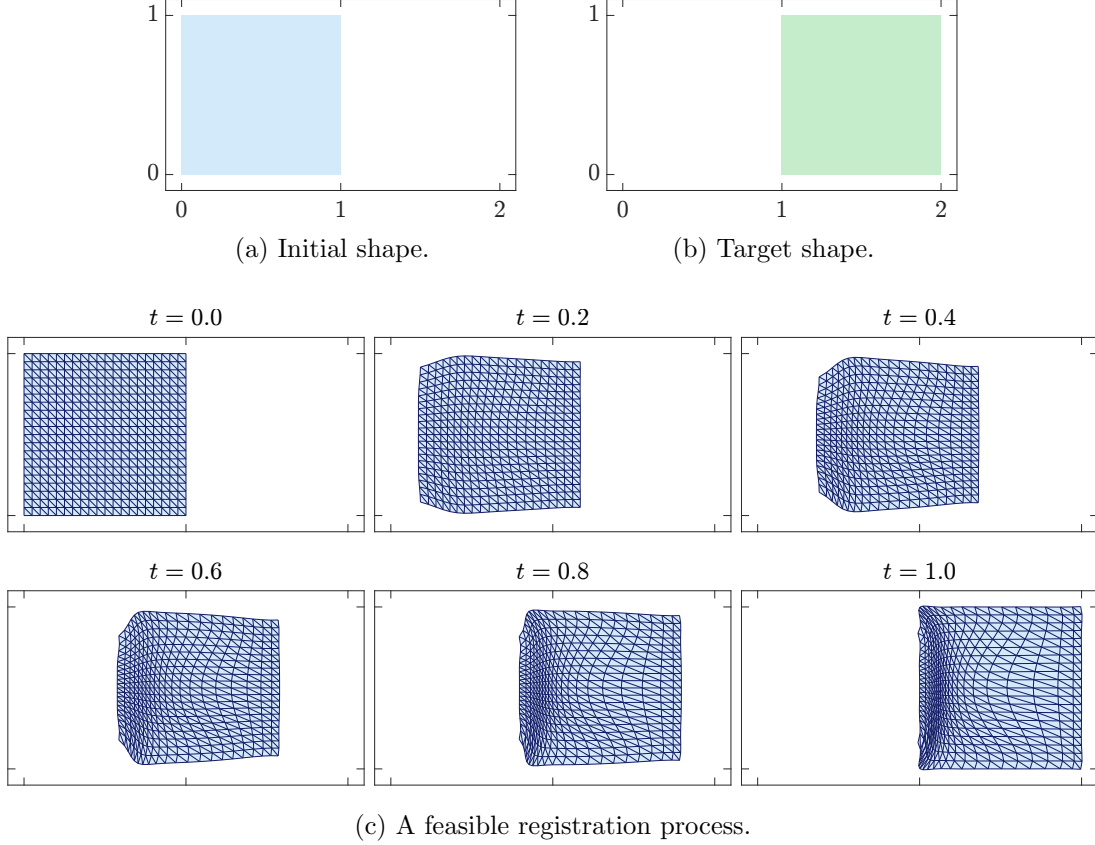 1
0
0 1 2
(a) Initial shape.
1
0
0 1 2
(b) Target shape.
t = 0.0
t = 0.2
t = 0.4
t = 0.6
t = 0.8
t = 1.0
(c) A feasible registration process.